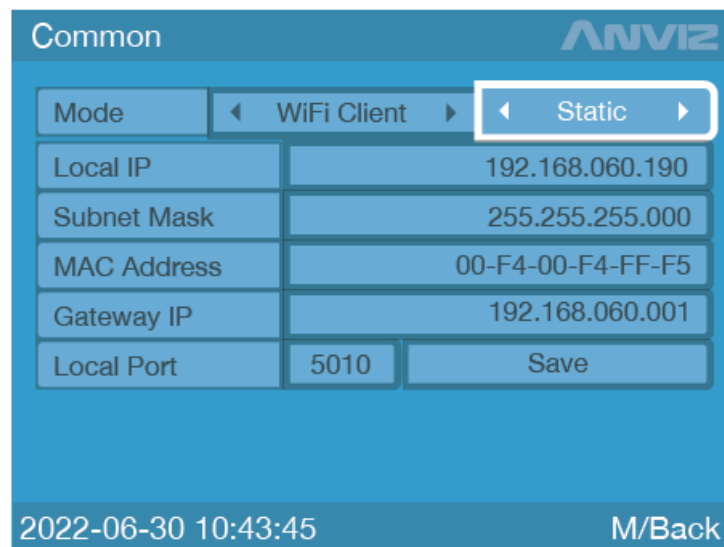 Common ANVIZ
Mode WiFi Client Static
Local IP 192.168.060.190
Subnet Mask 255.255.255.000
MAC Address 00-F4-00-F4-FF-F5
Gateway IP 192.168.060.001
Local Port 5010 Save
2022-06-30 10:43:45 M/Back